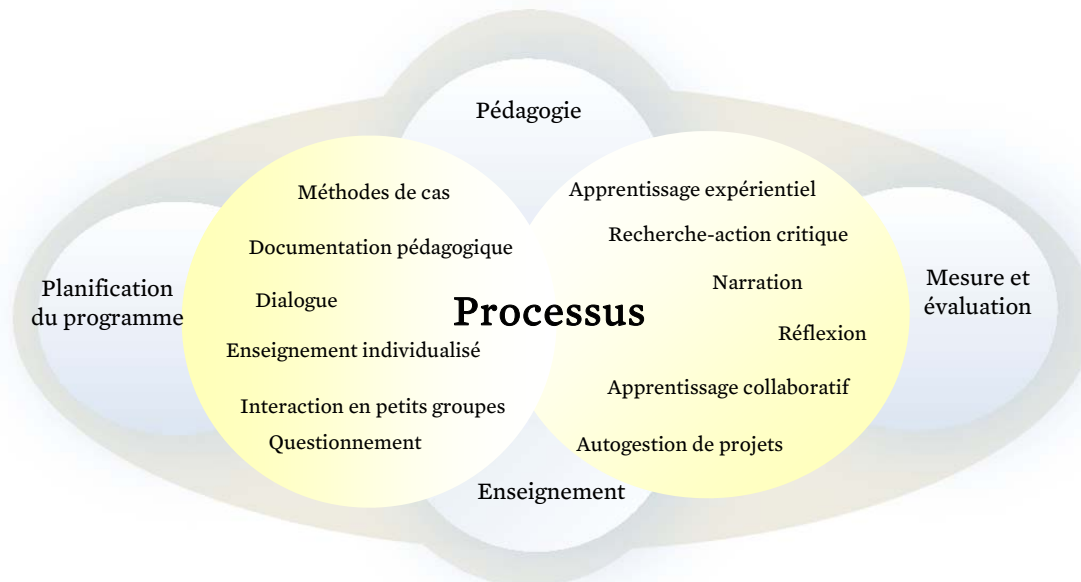 Pédagogie
Méthodes de cas
Apprentissage expérientiel
Documentation pédagogique
Recherche-action critique
Planification
du programme
Dialogue
Processus
Narration
Mesure et
évaluation
Réflexion
Enseignement individualisé
Apprentissage collaboratif
Interaction en petits groupes
Questionnement
Autogestion de projets
Enseignement